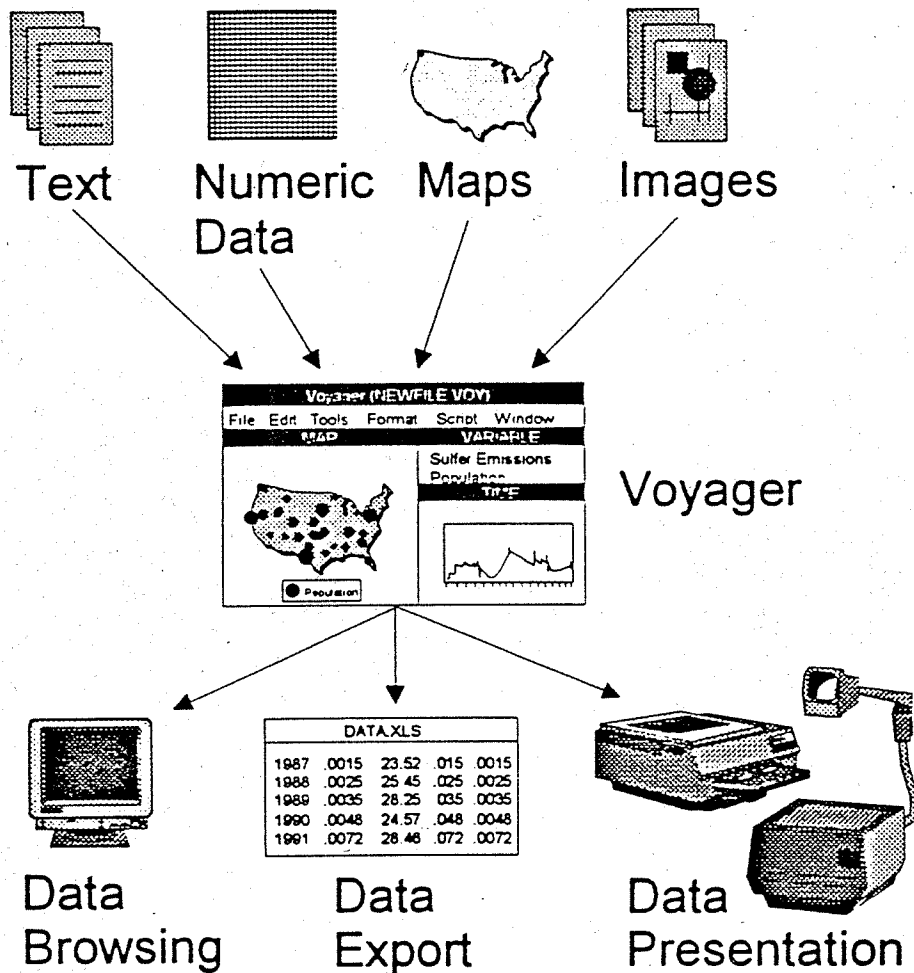 Text
Numeric
Data
Maps
Images
Voyager (NEWFILE VOY)
File Edit Tools Format Script Window
MAP
VARIABLE
Sulfer Emissions
Population
TIME
Population
Voyager
DATA.XLS
1987 .0015 23.52 .015 .0015
1988 .0025 25.45 .025 .0025
1989 .0035 28.25 035 .0035
1990 .0048 24.57 .048 .0048
1991 .0072 28.46 .072 .0072
Data
Browsing
Data
Export
Data
Presentation